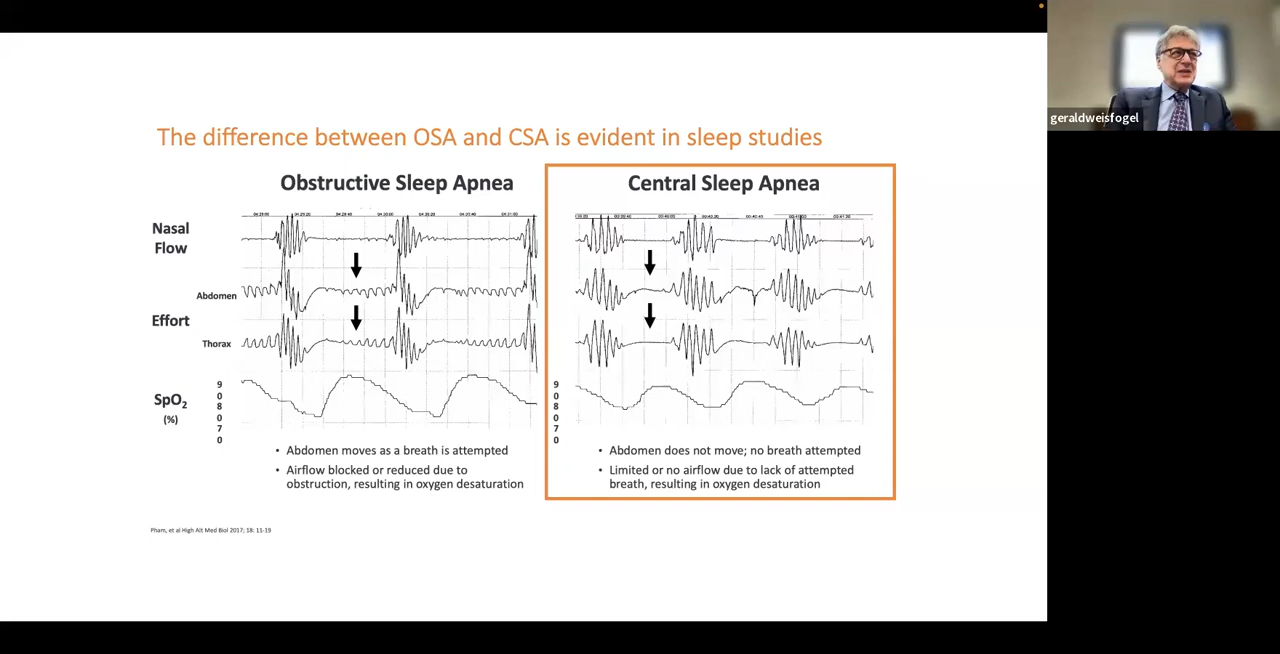 geraldweisfogel
The difference between OSA and CSA is evident in sleep studies
Obstructive Sleep Apnea
Central Sleep Apnea
Nasal
Flow
Abdomen
Effort
Thorax
SpO₂
(%)
9
0
8
0
7
0
9
0
8
0
7
0
• Abdomen moves as a breath is attempted
• Airflow blocked or reduced due to
obstruction, resulting in oxygen desaturation
• Abdomen does not move; no breath attempted
• Limited or no airflow due to lack of attempted
breath, resulting in oxygen desaturation
Pham, et al High Alt Med Biol 2017; 18: 11-19